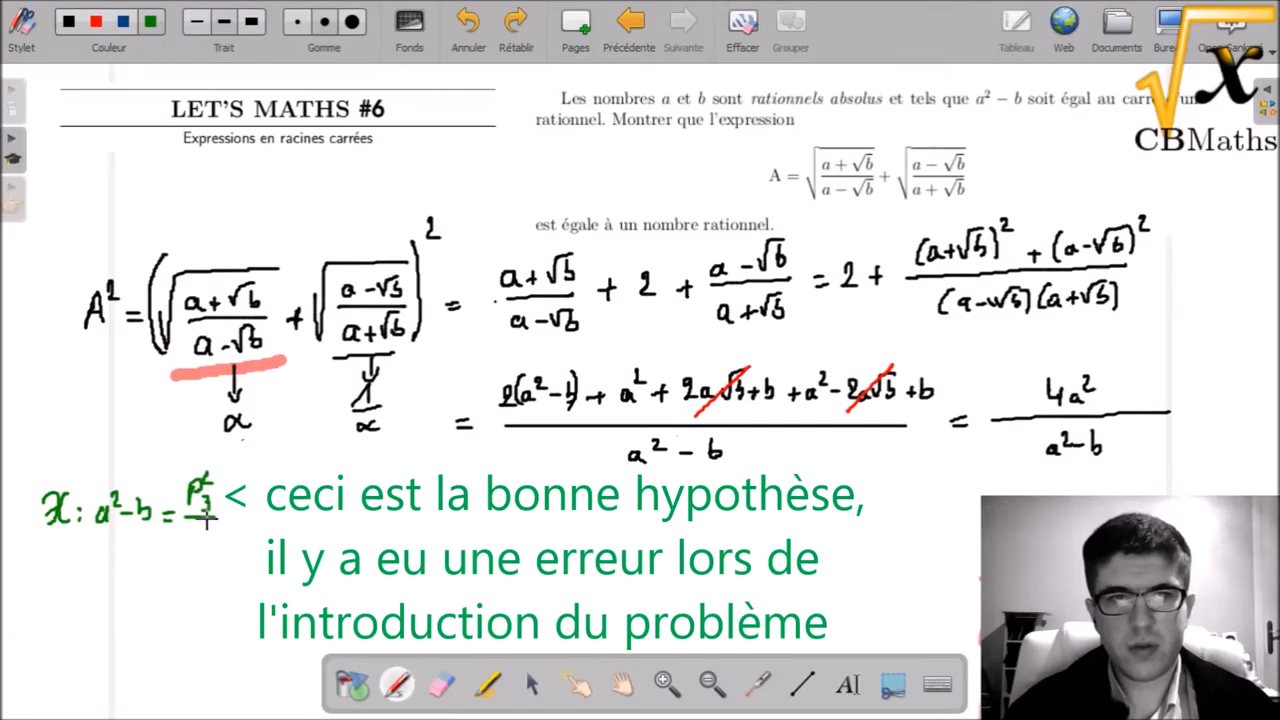 Stylet
Couleur
Trait
Gomme
Fonds
Annuler
Rétablir
Pages
Précédente
Suivante
Effacer
Grouper
Tableau
Web
Documents
CBMaths
LET'S MATHS #6
Expressions en racines carrées
Les nombres a et b sont rationnels absolus et tels que a² − b soit égal au
rationnel. Montrer que l'expression
A = √((a + √b)/(a − √b)) + √((a − √b)/(a + √b))
est égale à un nombre rationnel.
A² = (√((a+√b)/(a−√b)) + √((a−√b)/(a+√b)))² = (a+√b)/(a−√b) + 2 + (a−√b)/(a+√b) = 2 + ((a+√b)² + (a−√b)²)/((a−√b)(a+√b))
α 1/α
= (2(a²−b) + a² + 2a√b + b + a² − 2a√b + b)/(a² − b) = 4a²/(a²−b)
a²−b =
< ceci est la bonne hypothèse,
il y a eu une erreur lors de
l'introduction du problème
AI